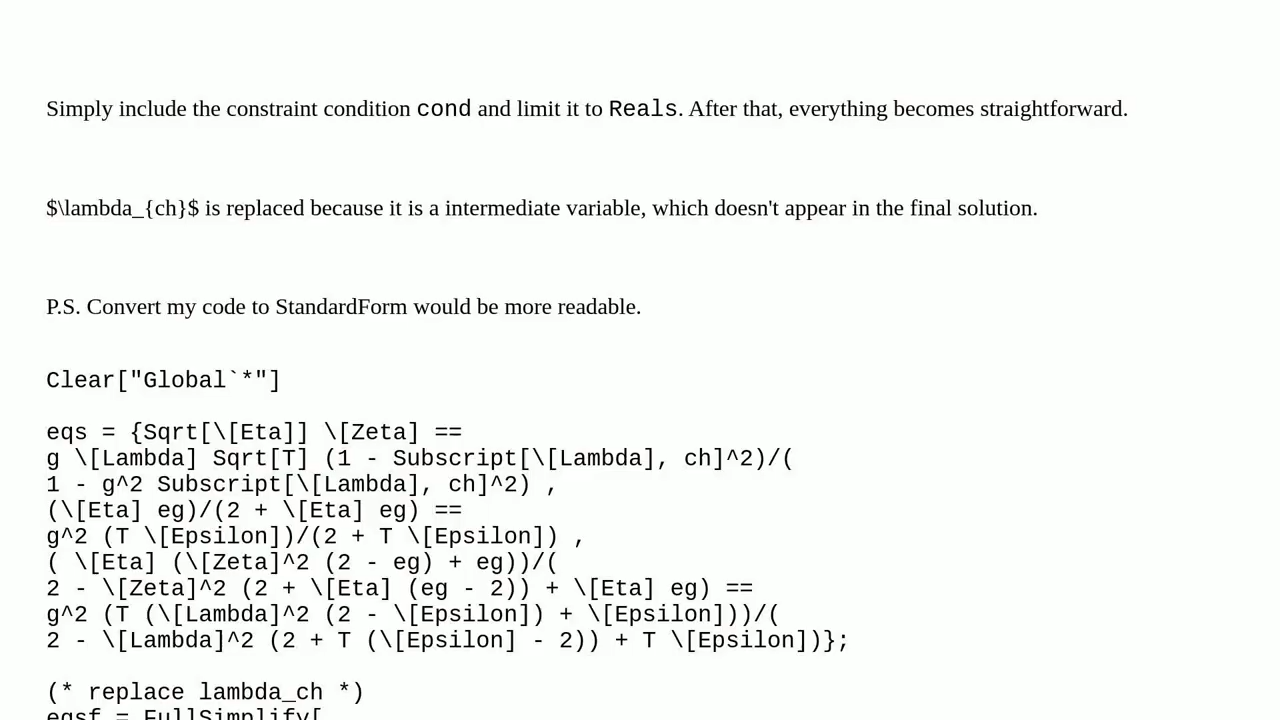 Simply include the constraint condition cond and limit it to Reals. After that, everything becomes straightforward.
$\lambda_{ch}$ is replaced because it is a intermediate variable, which doesn't appear in the final solution.
P.S. Convert my code to StandardForm would be more readable.
Clear["Global`*"]
eqs = {Sqrt[\[Eta]] \[Zeta] ==
g \[Lambda] Sqrt[T] (1 - Subscript[\[Lambda], ch]^2)/(
1 - g^2 Subscript[\[Lambda], ch]^2) ,
(\[Eta] eg)/(2 + \[Eta] eg) ==
g^2 (T \[Epsilon])/(2 + T \[Epsilon]) ,
( \[Eta] (\[Zeta]^2 (2 - eg) + eg))/(
2 - \[Zeta]^2 (2 + \[Eta] (eg - 2)) + \[Eta] eg) ==
g^2 (T (\[Lambda]^2 (2 - \[Epsilon]) + \[Epsilon]))/(
2 - \[Lambda]^2 (2 + T (\[Epsilon] - 2)) + T \[Epsilon])};
(* replace lambda_ch *)
eqsf = FullSimplify[